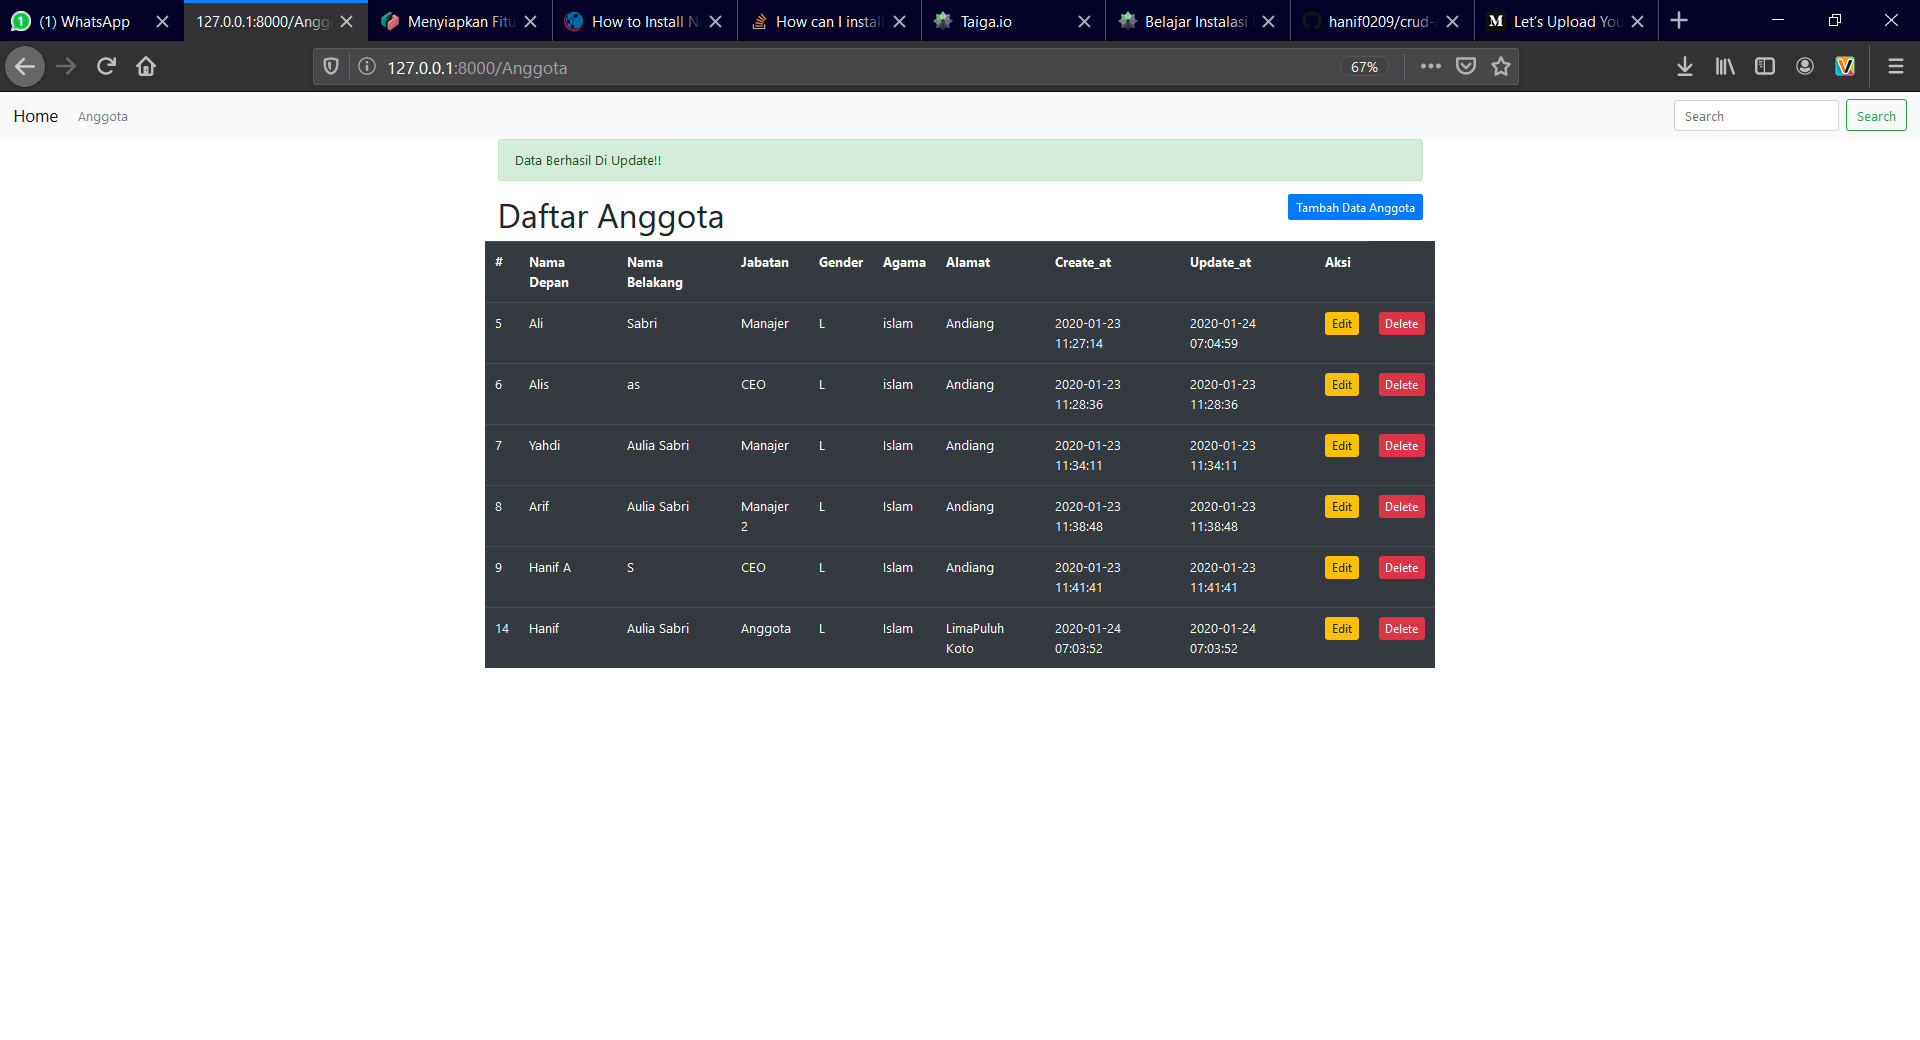 (1) WhatsApp
127.0.0.1:8000/Angg
Menyiapkan Fitu
How to Install N
How can I install
Taiga.io
Belajar Instalasi
hanif0209/crud-
Let's Upload You
127.0.0.1:8000/Anggota
67%
Home Anggota
Search
Search
Data Berhasil Di Update!!
Daftar Anggota
Tambah Data Anggota
# Nama Depan Nama Belakang Jabatan Gender Agama Alamat Create_at Update_at Aksi
5 Ali Sabri Manajer L islam Andiang 2020-01-23 11:27:14 2020-01-24 07:04:59 Edit Delete
6 Alis as CEO L islam Andiang 2020-01-23 11:28:36 2020-01-23 11:28:36 Edit Delete
7 Yahdi Aulia Sabri Manajer L Islam Andiang 2020-01-23 11:34:11 2020-01-23 11:34:11 Edit Delete
8 Arif Aulia Sabri Manajer 2 L Islam Andiang 2020-01-23 11:38:48 2020-01-23 11:38:48 Edit Delete
9 Hanif A S CEO L Islam Andiang 2020-01-23 11:41:41 2020-01-23 11:41:41 Edit Delete
14 Hanif Aulia Sabri Anggota L Islam LimaPuluh Koto 2020-01-24 07:03:52 2020-01-24 07:03:52 Edit Delete